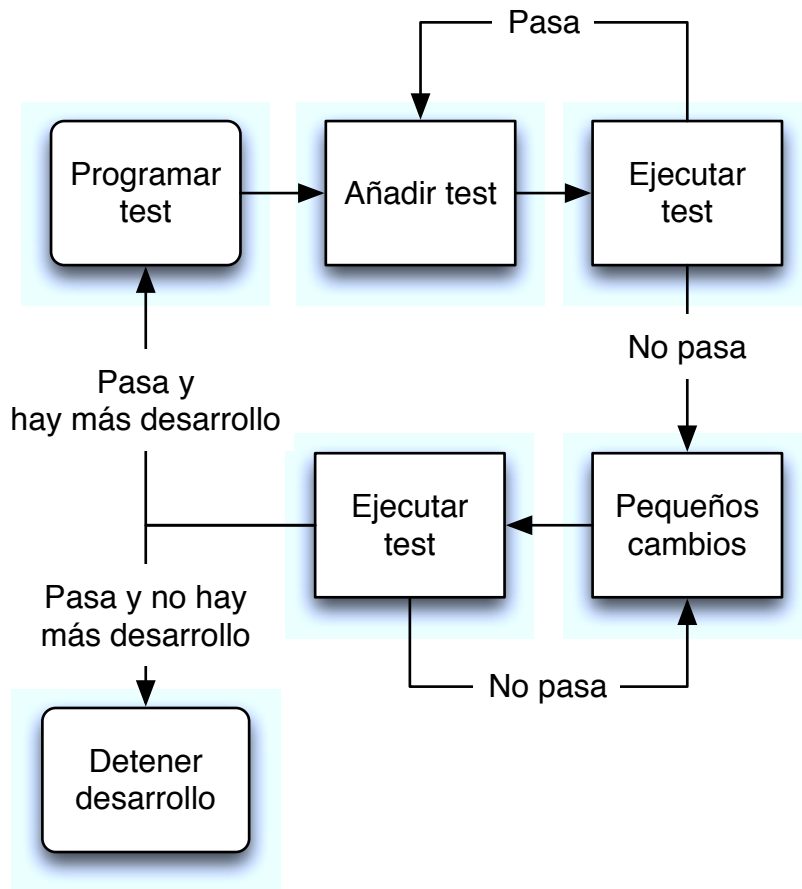 Pasa
Programar
test
Añadir test
Ejecutar
test
No pasa
Pasa y
hay más desarrollo
Ejecutar
test
Pequeños
cambios
Pasa y no hay
más desarrollo
No pasa
Detener
desarrollo